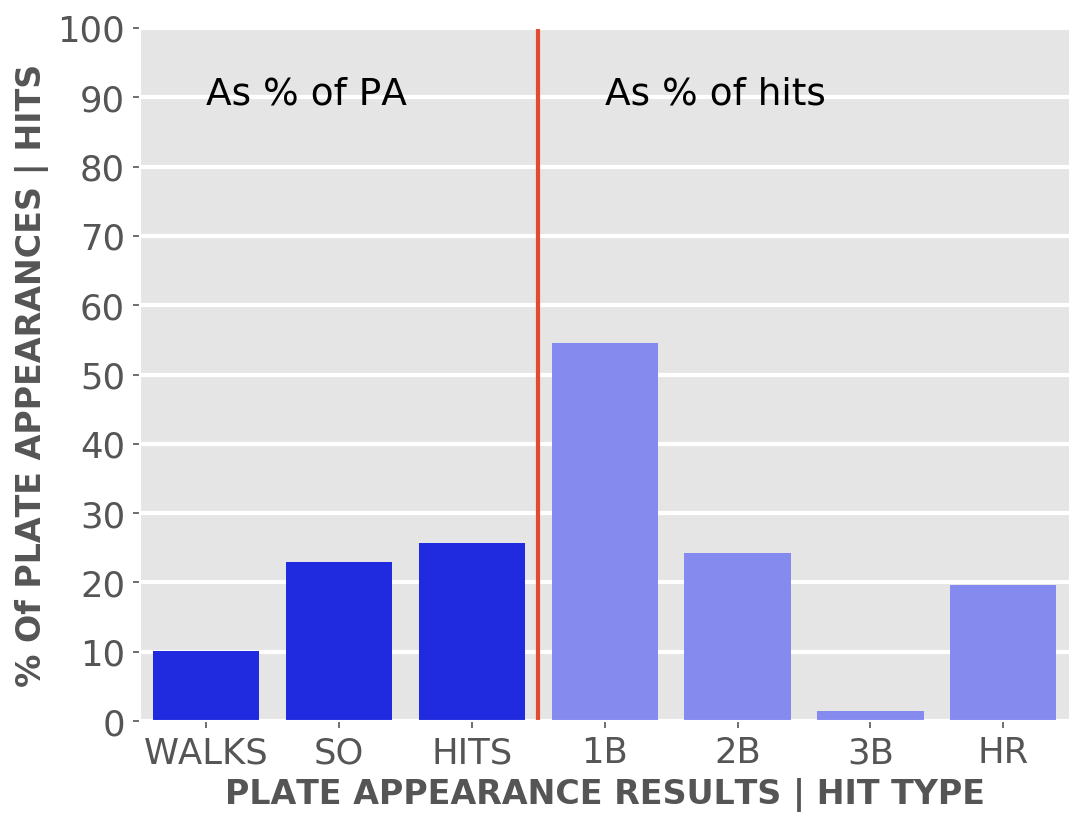 % Of PLATE APPEARANCES | HITS
100
90
80
70
60
50
40
30
20
10
0
As % of PA
As % of hits
WALKS SO HITS 1B 2B 3B HR
PLATE APPEARANCE RESULTS | HIT TYPE